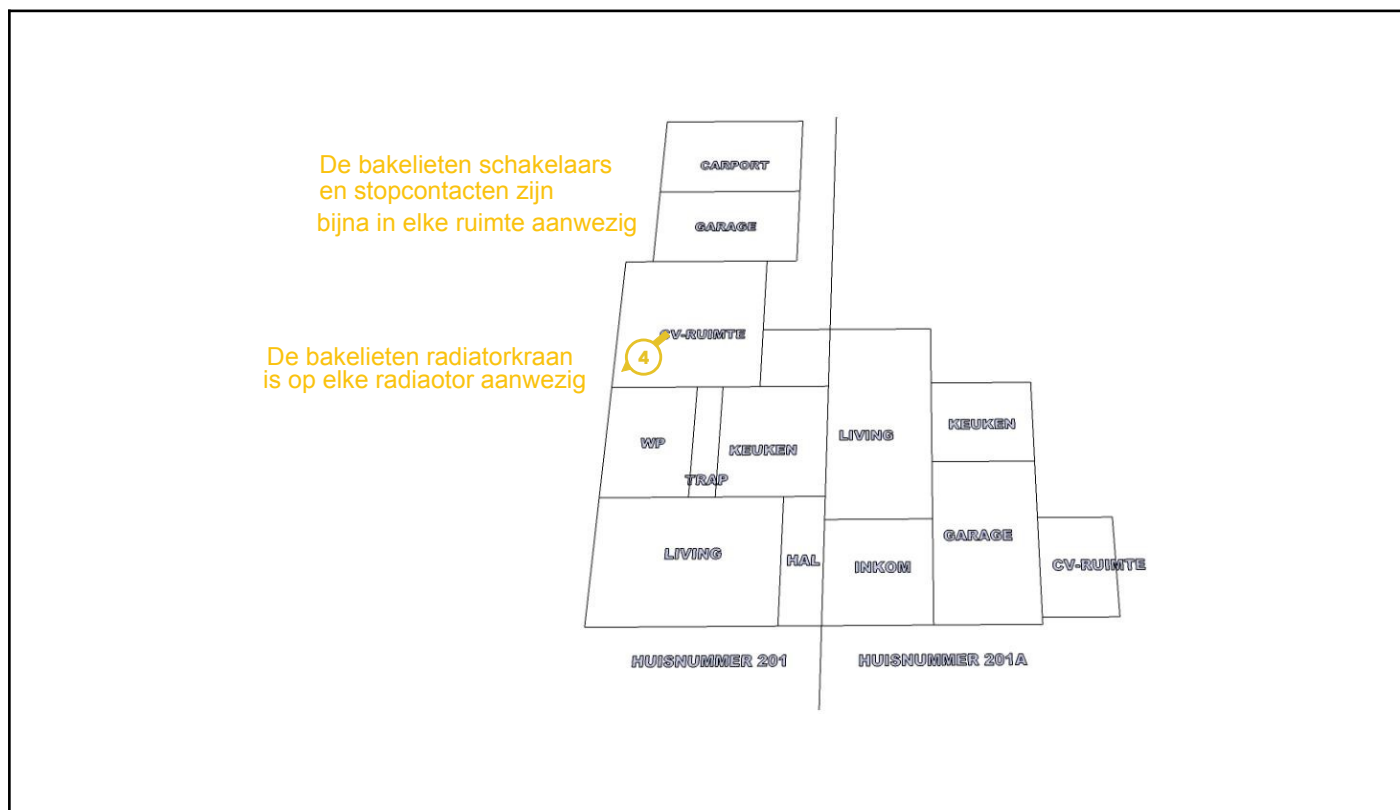 De bakelieten schakelaars
en stopcontacten zijn
bijna in elke ruimte aanwezig
CARPORT
GARAGE
De bakelieten radiatorkraan
is op elke radiaotor aanwezig
4
CV-RUIMTE
WP
TRAP
KEUKEN
LIVING
KEUKEN
LIVING
HAL
INKOM
GARAGE
CV-RUIMTE
HUISNUMMER 201
HUISNUMMER 201A